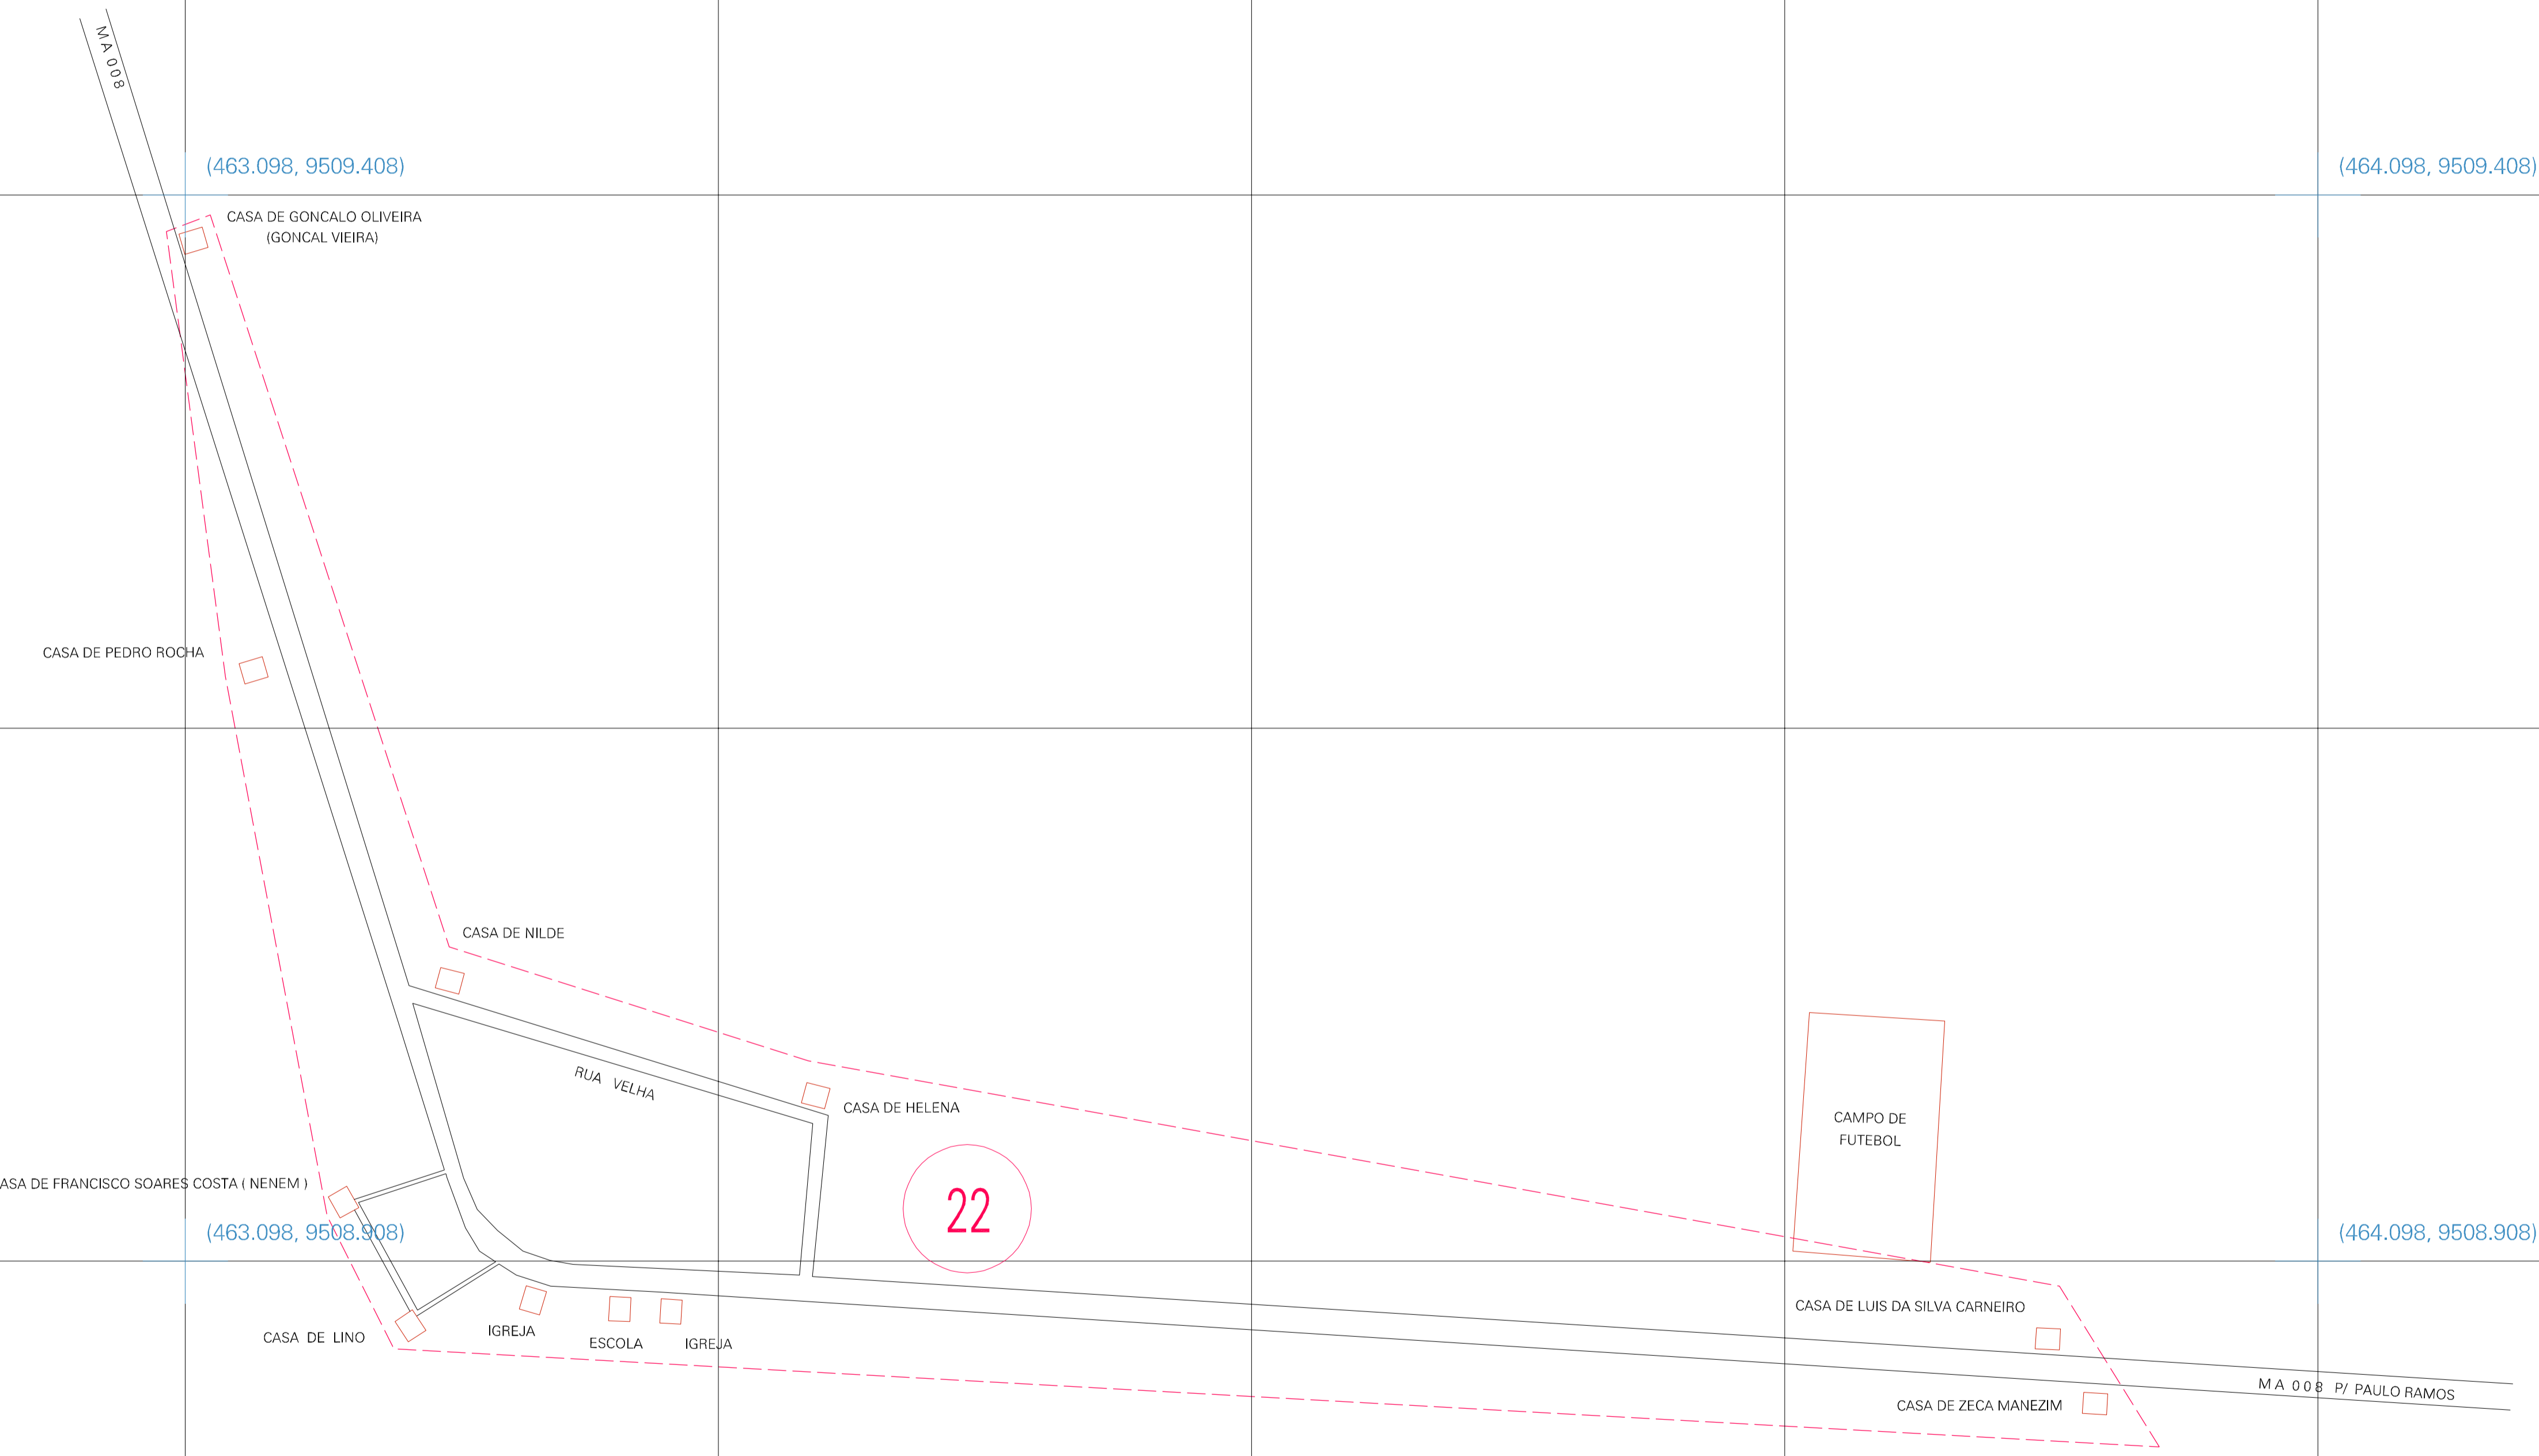 MA 008
(463.098, 9509.408)
(464.098, 9509.408)
CASA DE GONCALO OLIVEIRA
(GONCAL VIEIRA)
CASA DE PEDRO ROCHA
CASA DE NILDE
RUA VELHA
CASA DE HELENA
CAMPO DE
FUTEBOL
ASA DE FRANCISCO SOARES COSTA ( NENEM )
22
(463.098, 9508.908)
(464.098, 9508.908)
CASA DE LINO
IGREJA
ESCOLA
IGREJA
CASA DE LUIS DA SILVA CARNEIRO
MA 008 P/ PAULO RAMOS
CASA DE ZECA MANEZIM